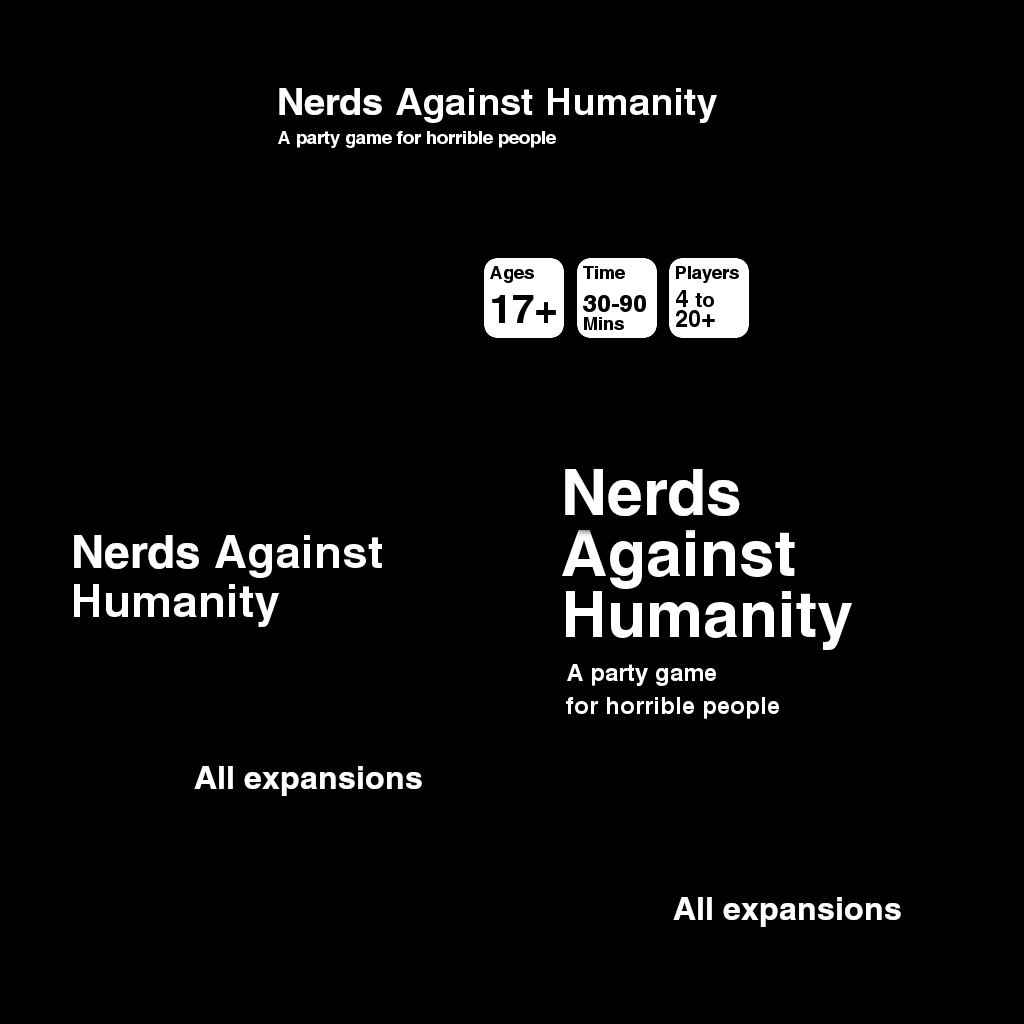 Nerds Against Humanity
A party game for horrible people
Ages
17+
Time
30-90
Mins
Players
4 to
20+
Nerds Against
Humanity
All expansions
Nerds
Against
Humanity
A party game
for horrible people
All expansions